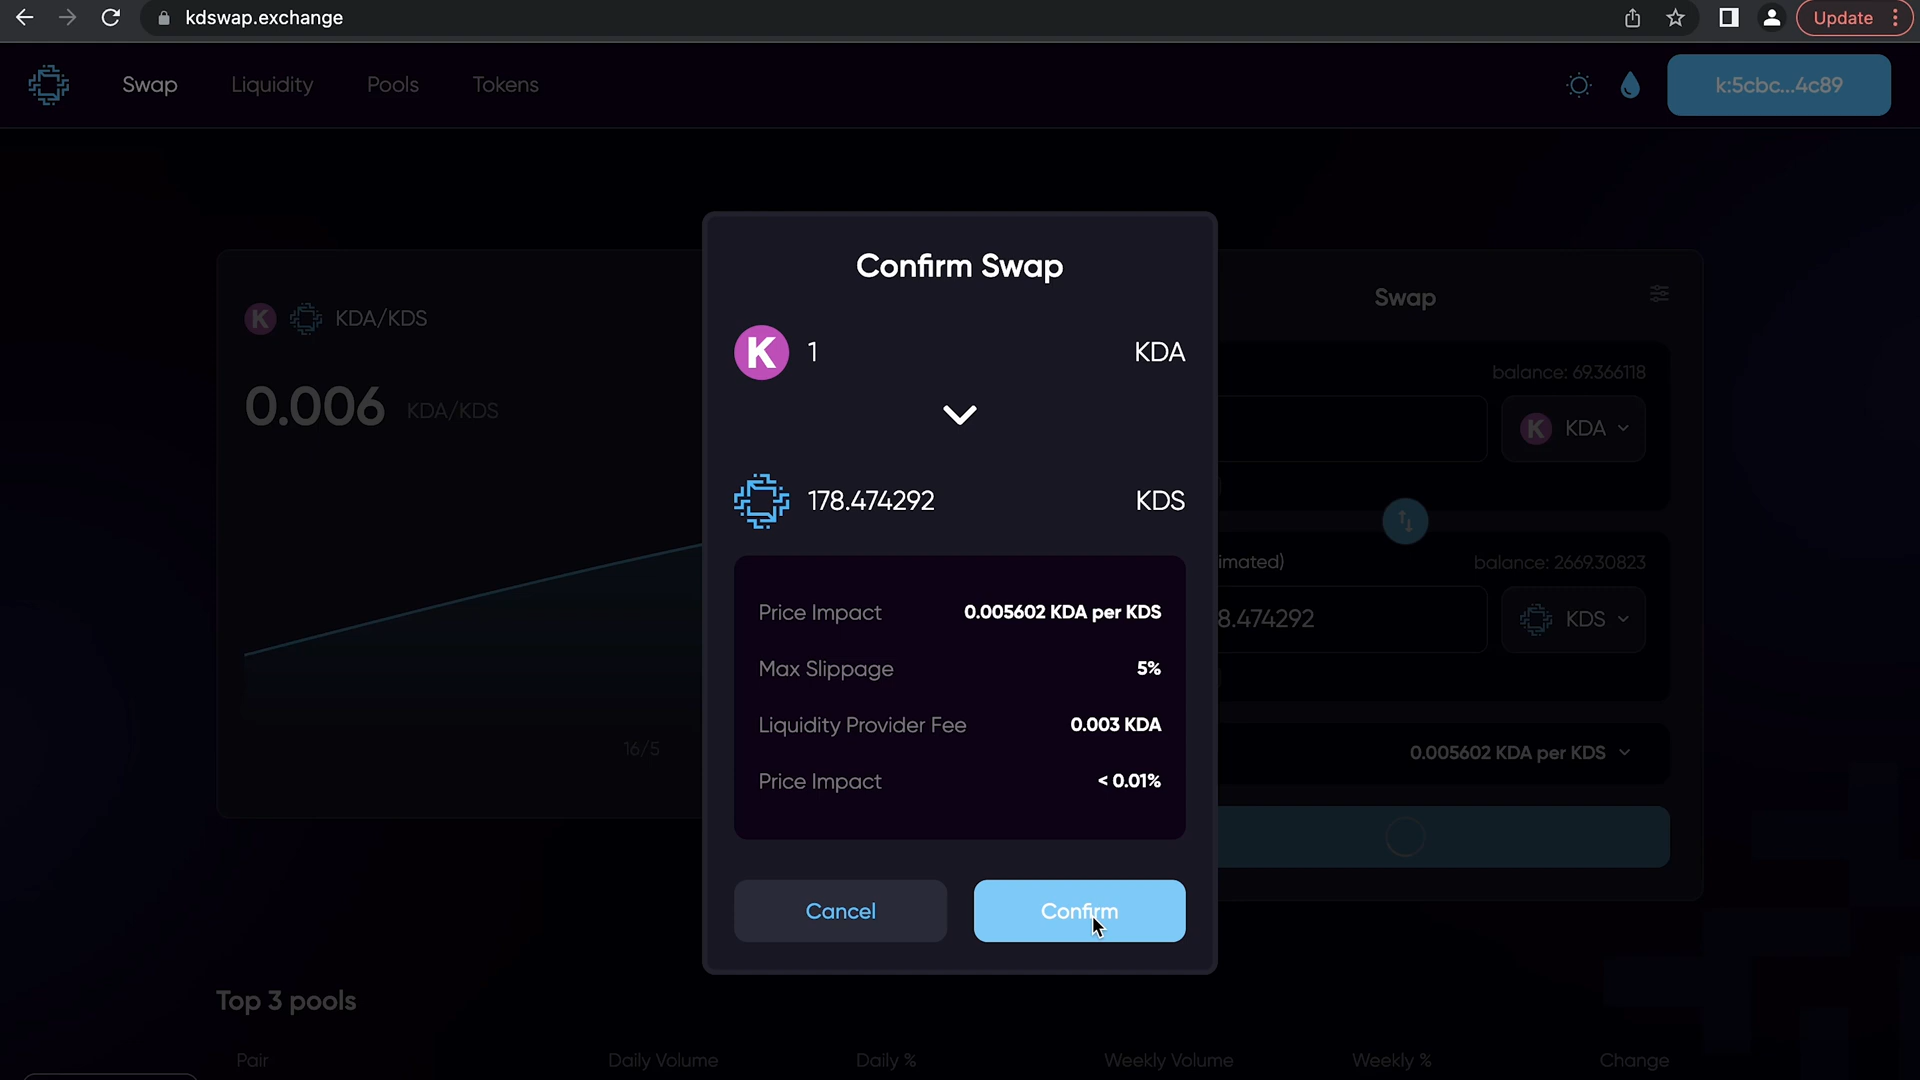 kdswap.exchange
Update
Swap
Liquidity
Pools
Tokens
k:5cbc...4c89
K KDA/KDS
0.006 KDA/KDS
16/5
Confirm Swap
K 1 KDA
178.474292 KDS
Price Impact 0.005602 KDA per KDS
Max Slippage 5%
Liquidity Provider Fee 0.003 KDA
Price Impact < 0.01%
Cancel
Confirm
Swap
balance: 69.366118
K KDA
imated) balance: 2669.30823
8.474292 KDS
0.005602 KDA per KDS
Top 3 pools
Pair Daily Volume Daily % Weekly Volume Weekly % Change